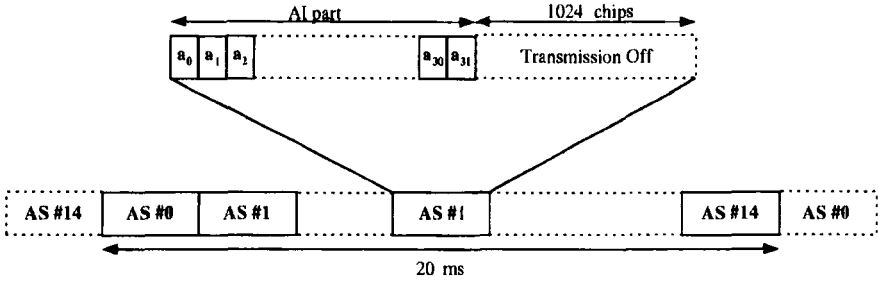 AI part
1024 chips
a0 a1 a2 a30 a31 Transmission Off
AS #14 AS #0 AS #1 AS #i AS #14 AS #0
20 ms